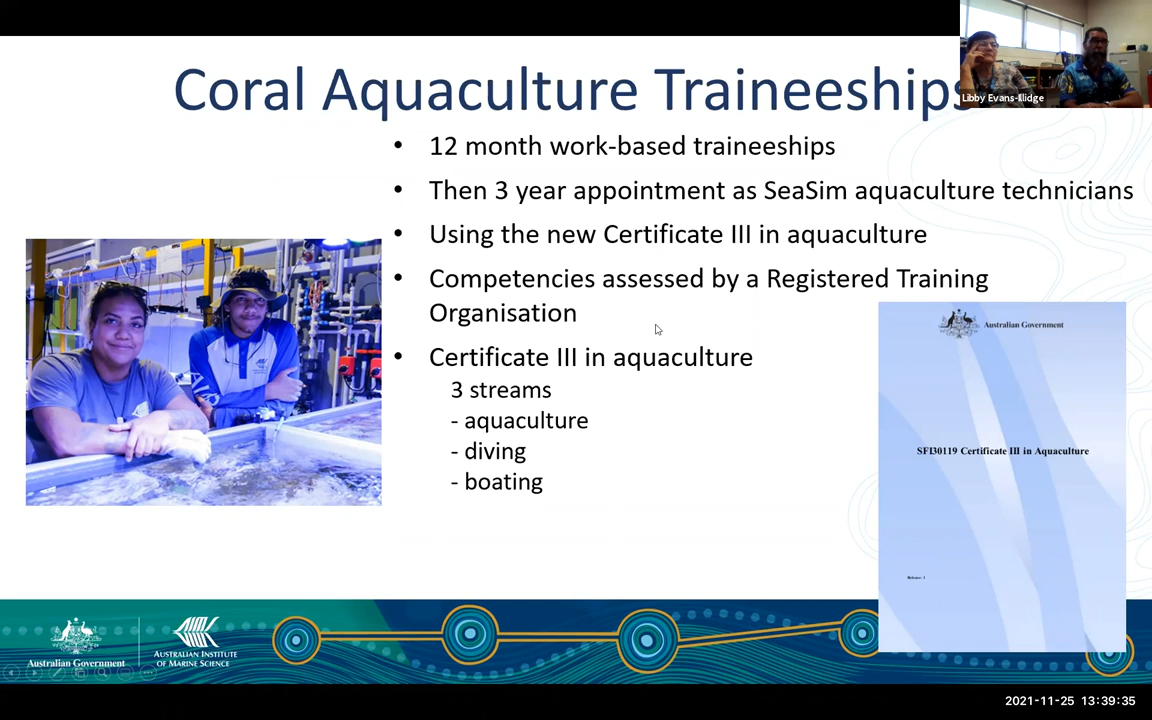 Coral Aquaculture Traineeships
Libby Evans-Illidge
• 12 month work-based traineeships
• Then 3 year appointment as SeaSim aquaculture technicians
• Using the new Certificate III in aquaculture
• Competencies assessed by a Registered Training
Organisation
• Certificate III in aquaculture
3 streams
- aquaculture
- diving
- boating
Australian Government
SFI30119 Certificate III in Aquaculture
Release: 1
Australian Government
AUSTRALIAN INSTITUTE
OF MARINE SCIENCE
2021-11-25 13:39:35